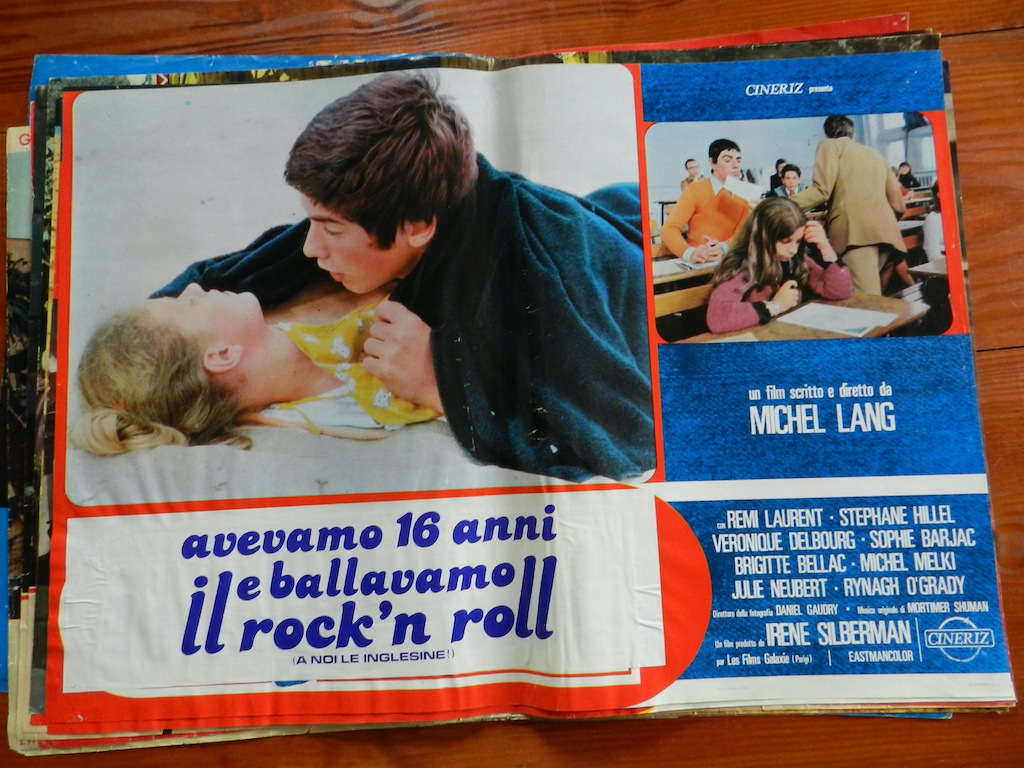 CINERIZ presenta
un film scritto e diretto da
MICHEL LANG
avevamo 16 anni
e ballavamo
il rock'n roll
(A NOI LE INGLESINE!)
con REMI LAURENT · STEPHANE HILLEL
VERONIQUE DELBOURG · SOPHIE BARJAC
BRIGITTE BELLAC · MICHEL MELKI
JULIE NEUBERT · RYNAGH O'GRADY
Direttore della fotografia DANIEL GAUDRY · Musica originale di MORTIMER SHUMAN
Un film prodotto da IRENE SILBERMAN
per Les Films Galaxie (Parigi) EASTMANCOLOR
CINERIZ
G